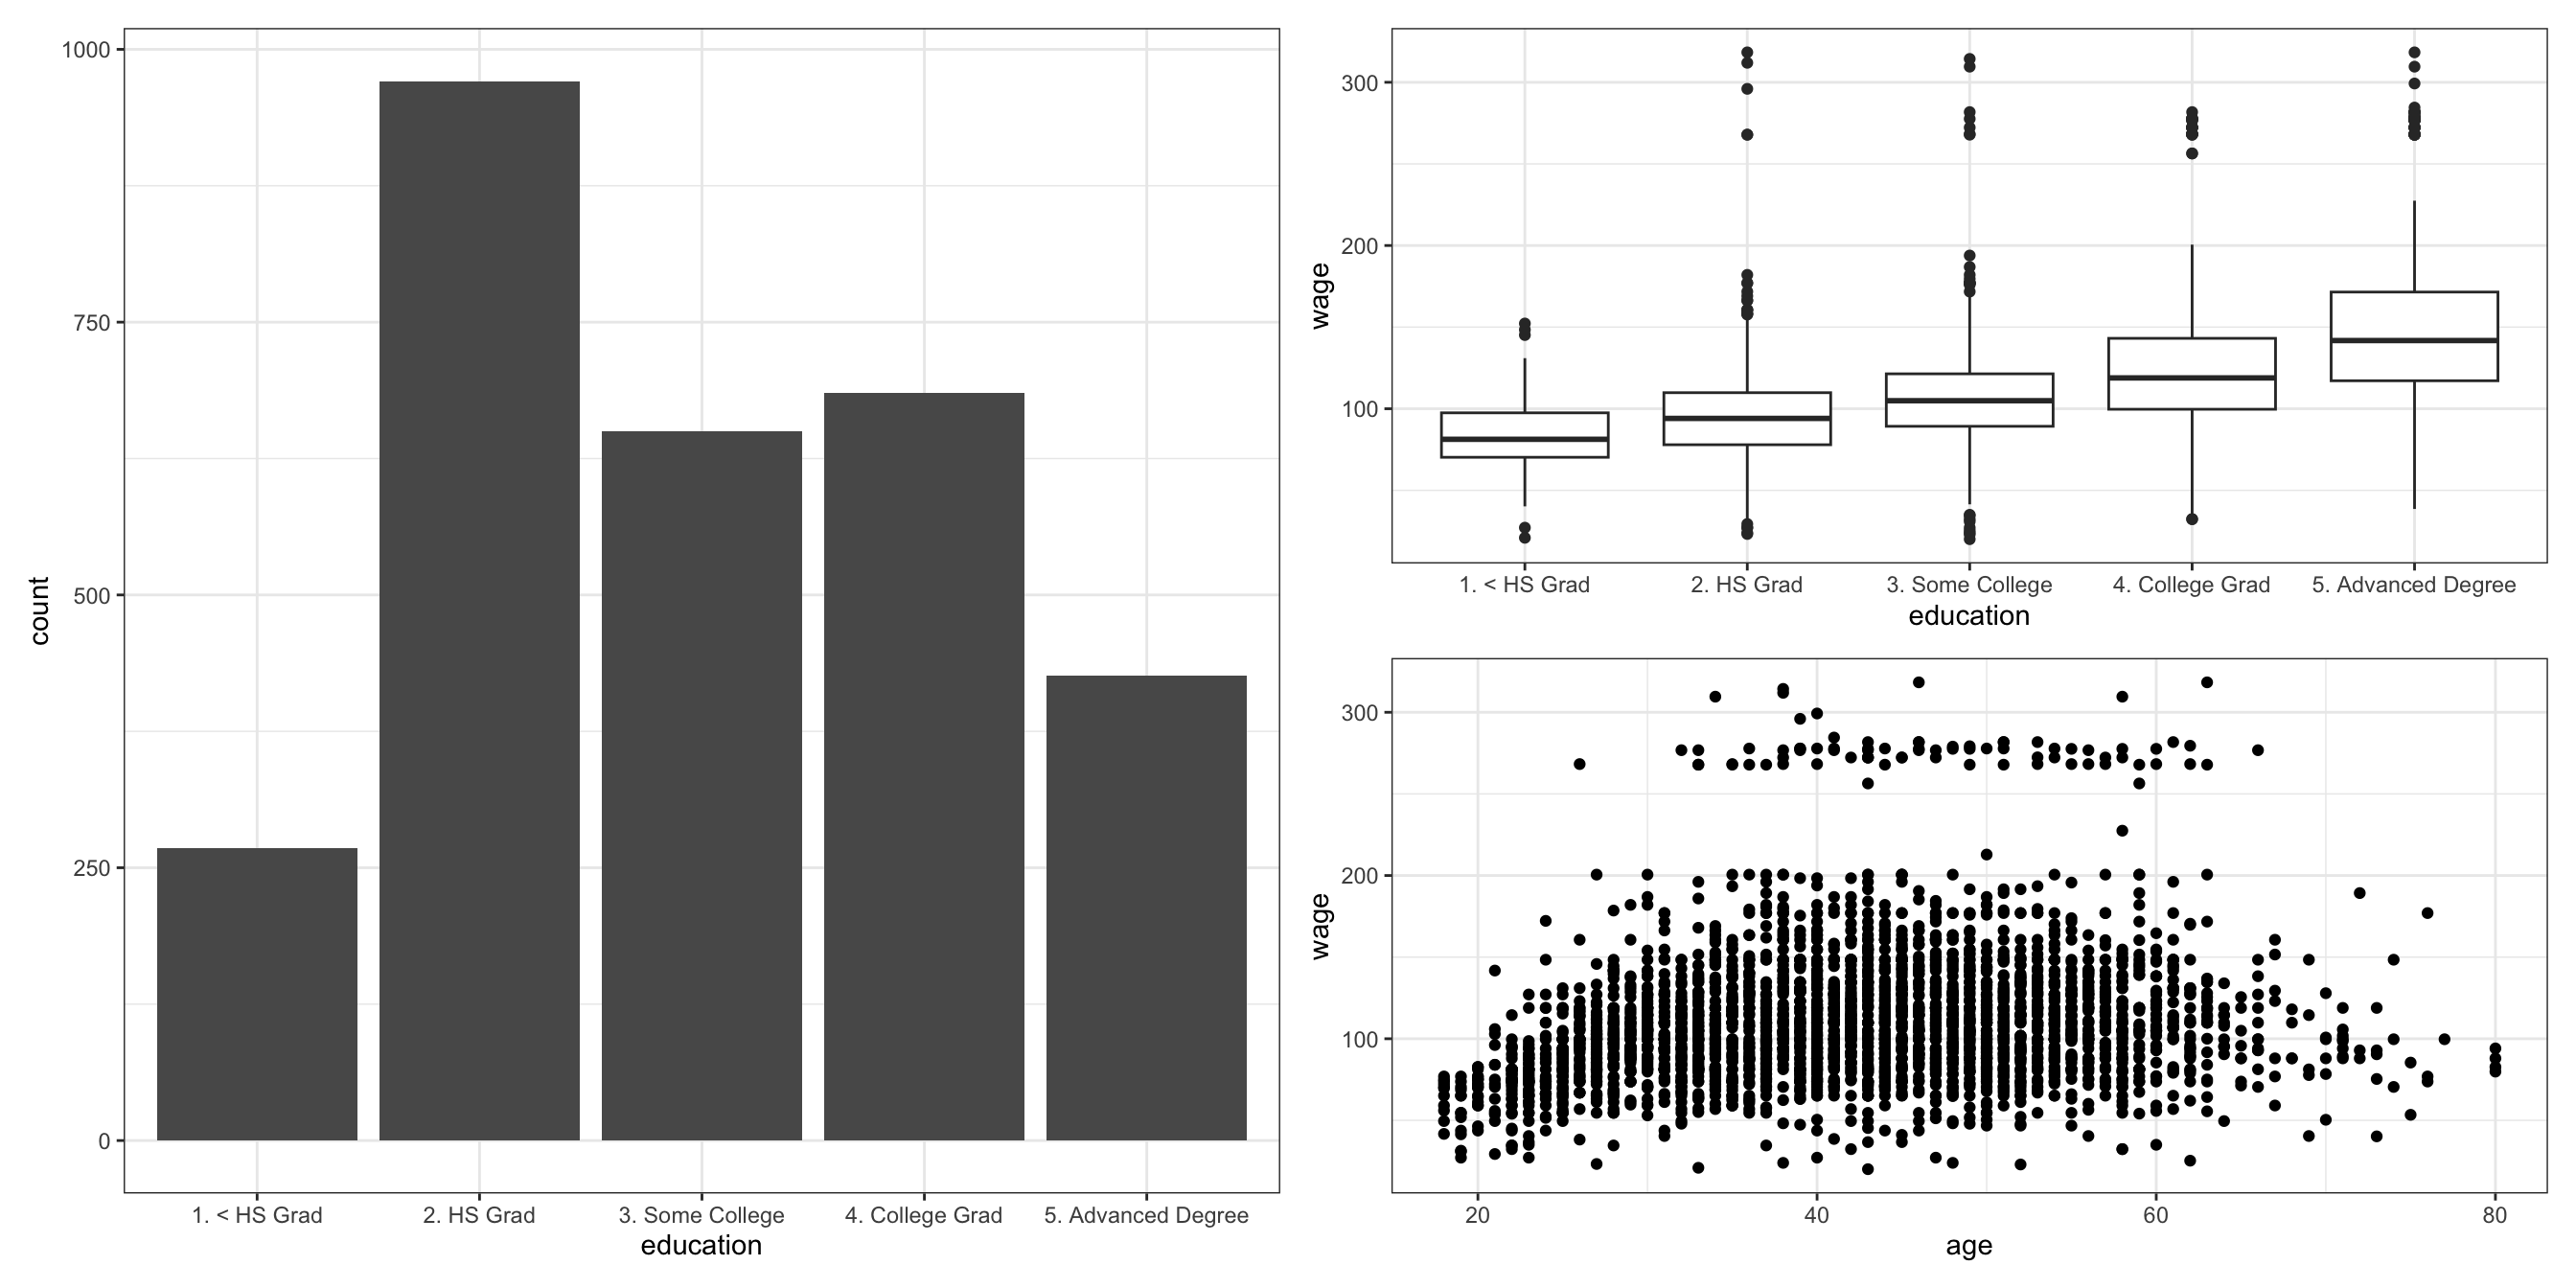 1000
750
500
250
0
count
1. < HS Grad
2. HS Grad
3. Some College
4. College Grad
5. Advanced Degree
education
300
200
100
wage
1. < HS Grad
2. HS Grad
3. Some College
4. College Grad
5. Advanced Degree
education
300
200
100
wage
20
40
60
80
age